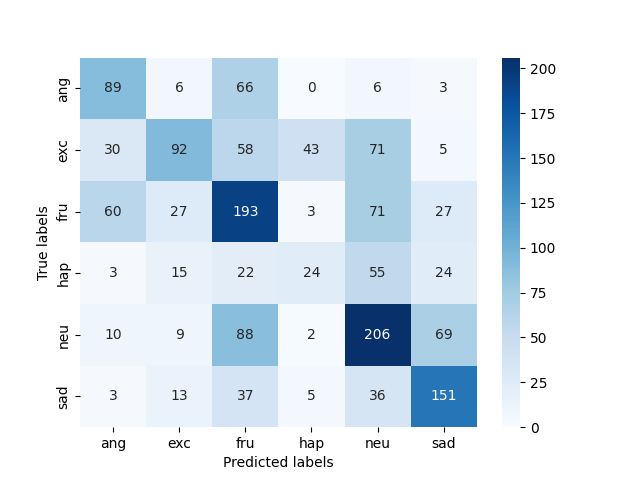 ang 89 6 66 0 6 3
exc 30 92 58 43 71 5
fru 60 27 193 3 71 27
hap 3 15 22 24 55 24
neu 10 9 88 2 206 69
sad 3 13 37 5 36 151
ang exc fru hap neu sad
Predicted labels
True labels
200
175
150
125
100
75
50
25
0